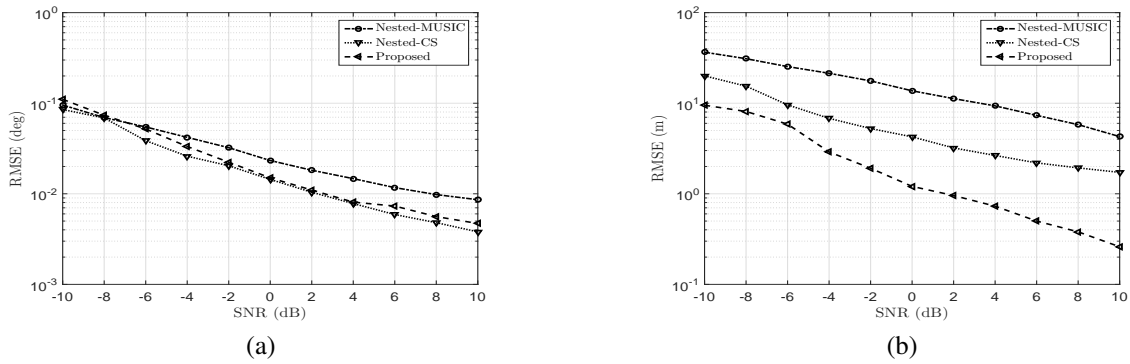 10^0
10^-1
10^-2
10^-3
RMSE (deg)
Nested-MUSIC
Nested-CS
Proposed
-10 -8 -6 -4 -2 0 2 4 6 8 10
SNR (dB)
(a)
10^2
10^1
10^0
10^-1
RMSE (m)
Nested-MUSIC
Nested-CS
Proposed
-10 -8 -6 -4 -2 0 2 4 6 8 10
SNR (dB)
(b)